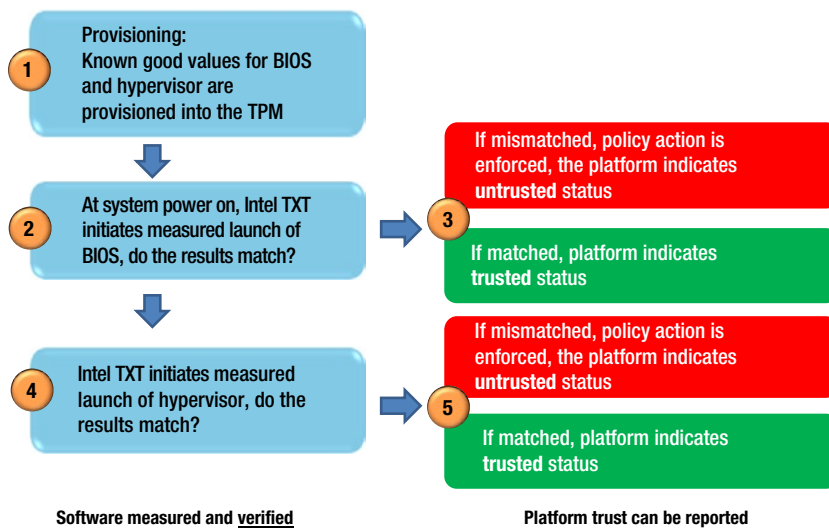 1
Provisioning:
Known good values for BIOS
and hypervisor are
provisioned into the TPM
2
At system power on, Intel TXT
initiates measured launch of
BIOS, do the results match?
3
If mismatched, policy action is
enforced, the platform indicates
untrusted status
If matched, platform indicates
trusted status
4
Intel TXT initiates measured
launch of hypervisor, do the
results match?
5
If mismatched, policy action is
enforced, the platform indicates
untrusted status
If matched, platform indicates
trusted status
Software measured and verified
Platform trust can be reported